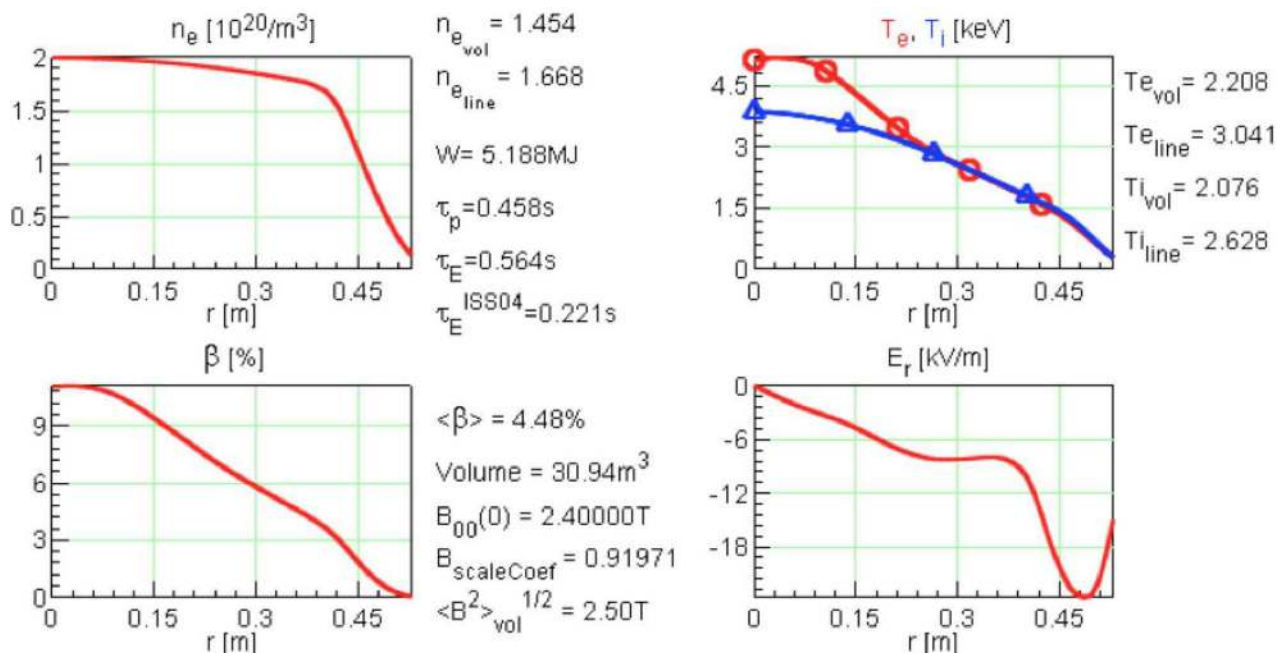 n_e [10^20/m^3]
2
1.5
1
0.5
0
0 0.15 0.3 0.45
r [m]
n_e_vol = 1.454
n_e_line = 1.668
W= 5.188MJ
τ_p=0.458s
τ_E=0.564s
τ_E^ISS04=0.221s
T_e, T_i [keV]
4.5
3
1.5
0
0 0.15 0.3 0.45
r [m]
Te_vol = 2.208
Te_line = 3.041
Ti_vol = 2.076
Ti_line = 2.628
β [%]
9
6
3
0
0 0.15 0.3 0.45
r [m]
<β> = 4.48%
Volume = 30.94m^3
B_00(0) = 2.40000T
B_scaleCoef = 0.91971
<B^2>_vol^1/2 = 2.50T
E_r [kV/m]
0
-6
-12
-18
0 0.15 0.3 0.45
r [m]